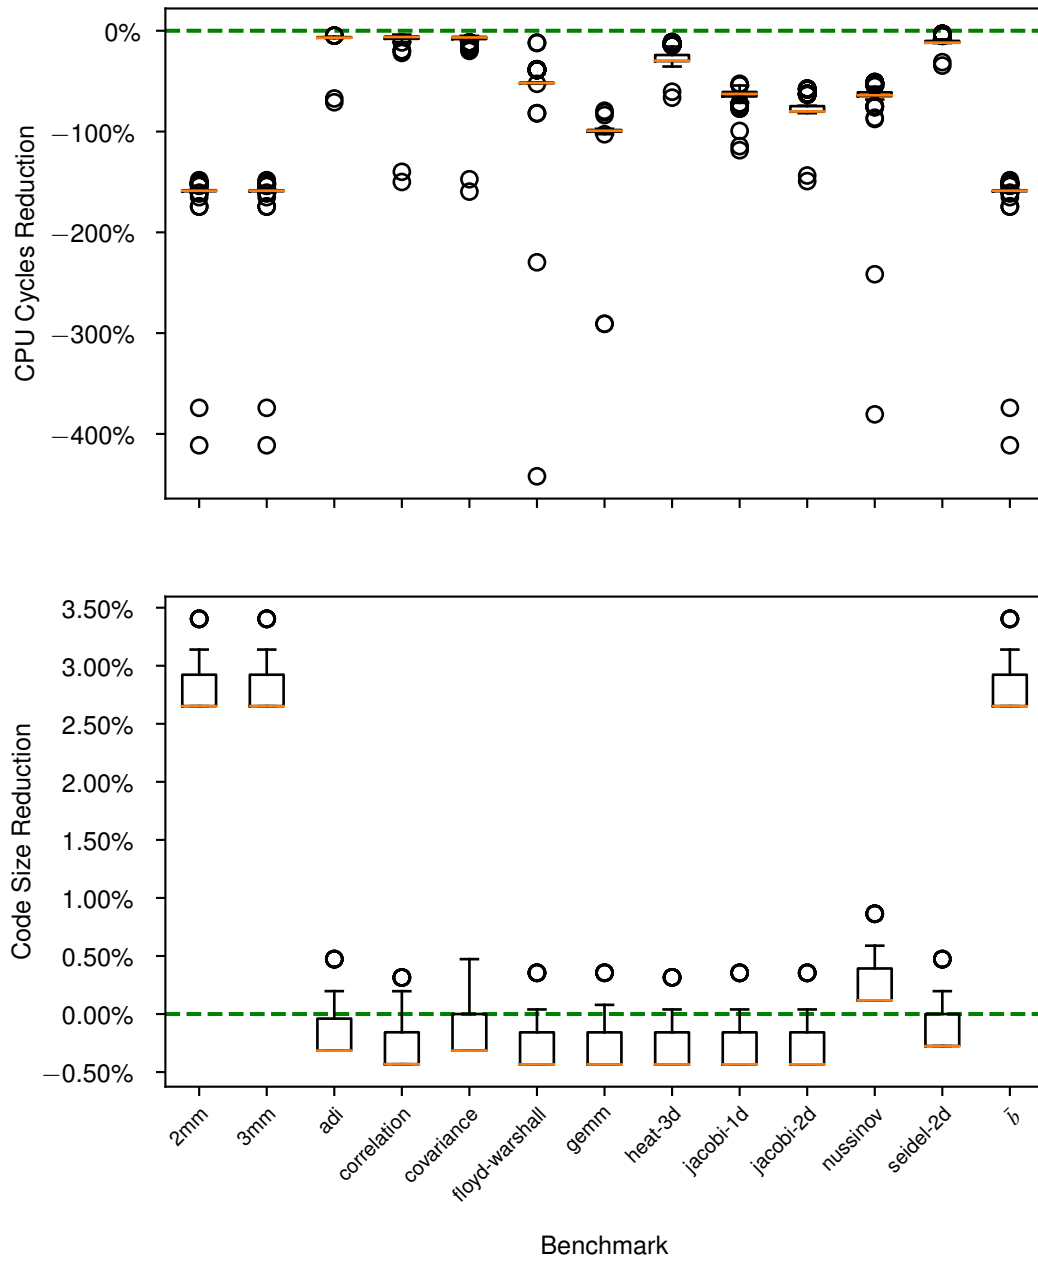 0%
−100%
−200%
−300%
−400%
CPU Cycles Reduction
3.50%
3.00%
2.50%
2.00%
1.50%
1.00%
0.50%
0.00%
−0.50%
Code Size Reduction
2mm
3mm
adi
correlation
covariance
floyd-warshall
gemm
heat-3d
jacobi-1d
jacobi-2d
nussinov
seidel-2d
b̄
Benchmark